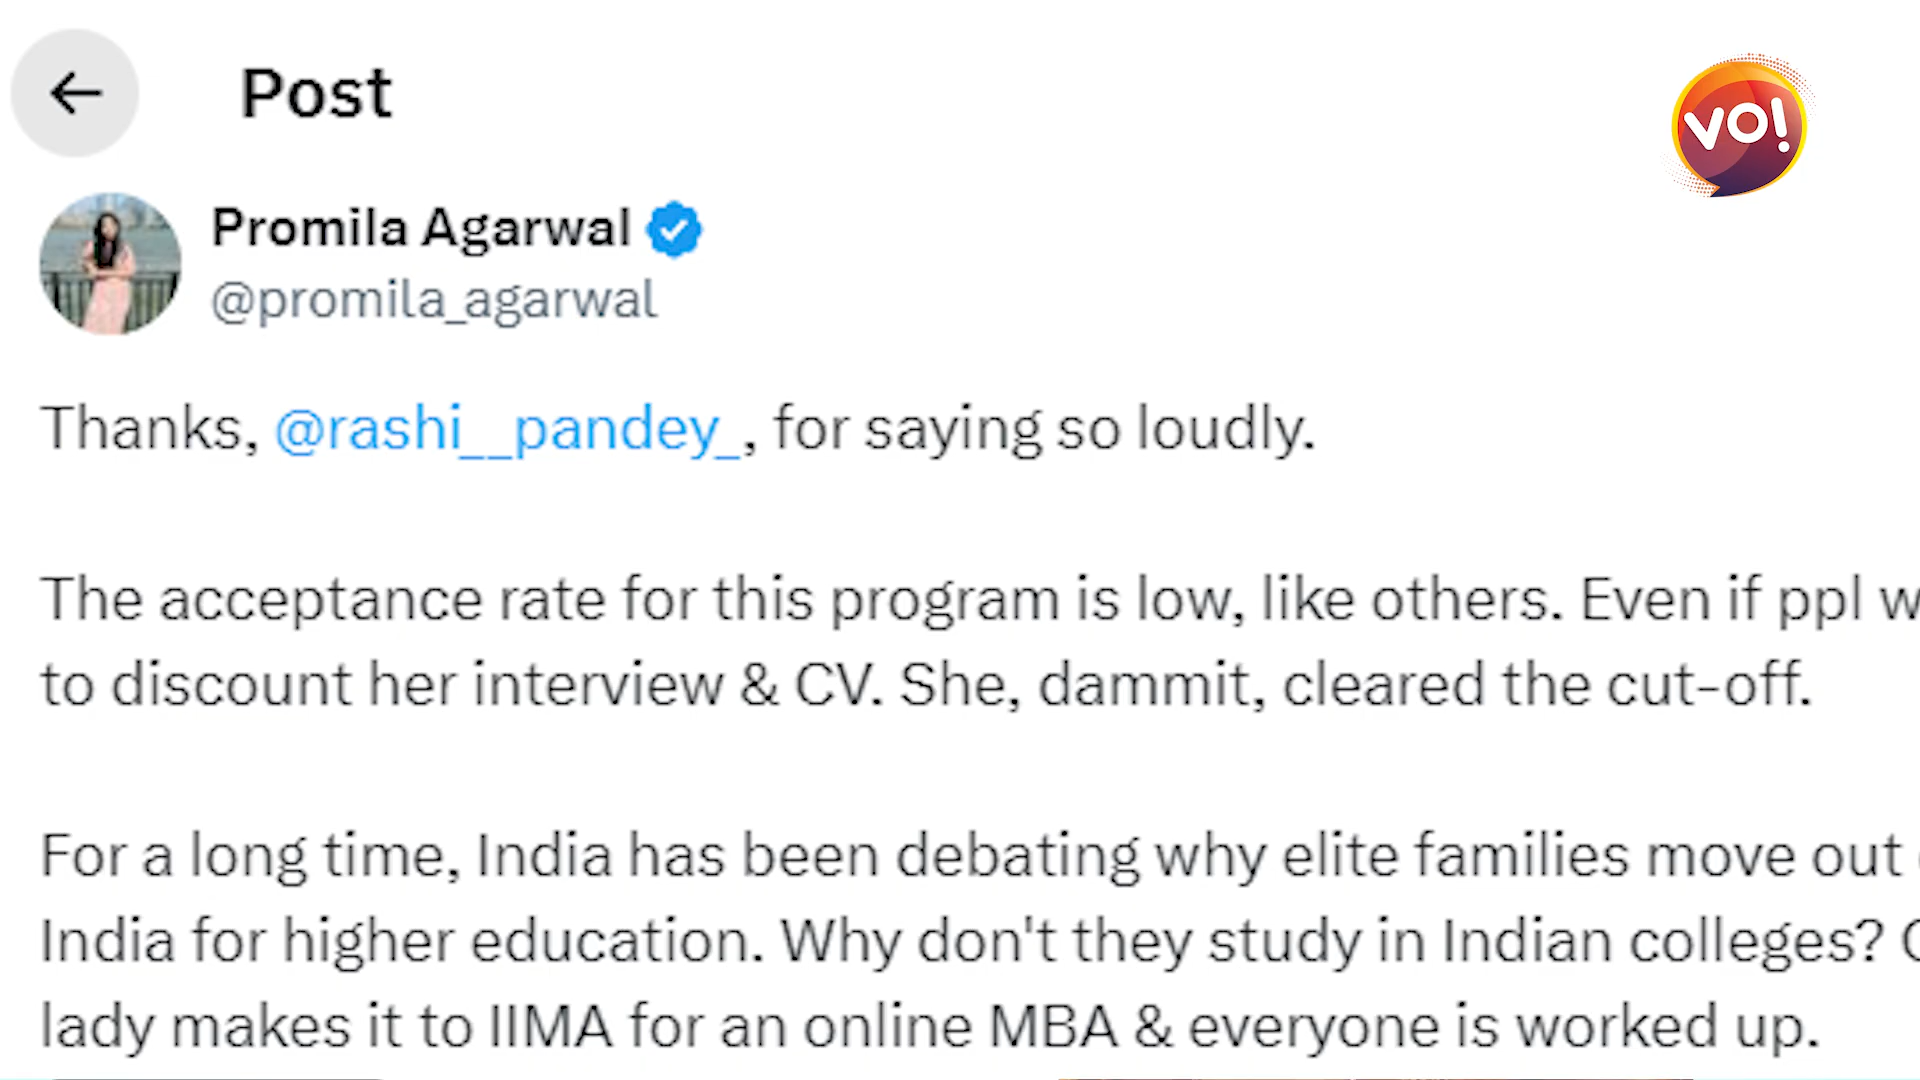 Post
VO!
Promila Agarwal
@promila_agarwal
Thanks, @rashi__pandey_, for saying so loudly.
The acceptance rate for this program is low, like others. Even if ppl
to discount her interview & CV. She, dammit, cleared the cut-off.
For a long time, India has been debating why elite families move out
India for higher education. Why don't they study in Indian colleges?
lady makes it to IIMA for an online MBA & everyone is worked up.